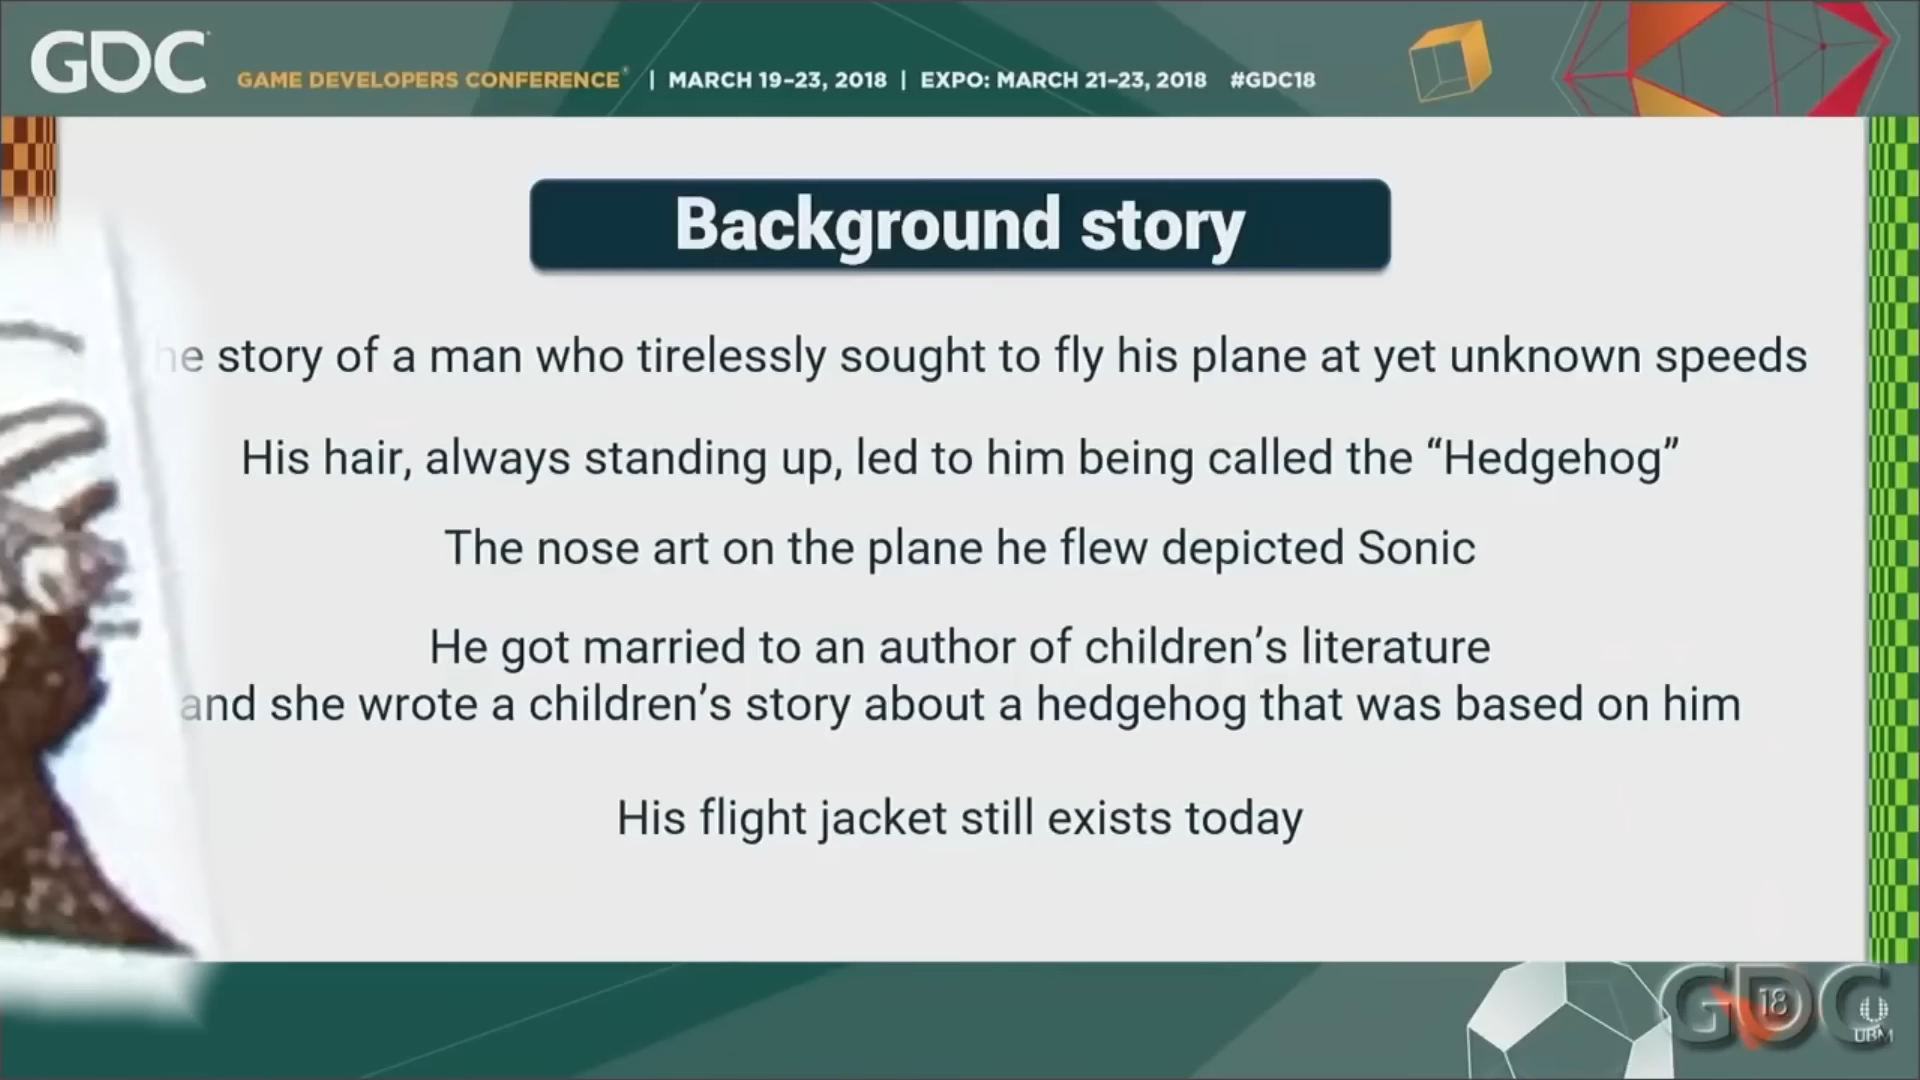 GDC
GAME DEVELOPERS CONFERENCE | MARCH 19–23, 2018 | EXPO: MARCH 21–23, 2018 #GDC18
Background story
he story of a man who tirelessly sought to fly his plane at yet unknown speeds
His hair, always standing up, led to him being called the “Hedgehog”
The nose art on the plane he flew depicted Sonic
He got married to an author of children’s literature
and she wrote a children’s story about a hedgehog that was based on him
His flight jacket still exists today
GDC 18
UBM